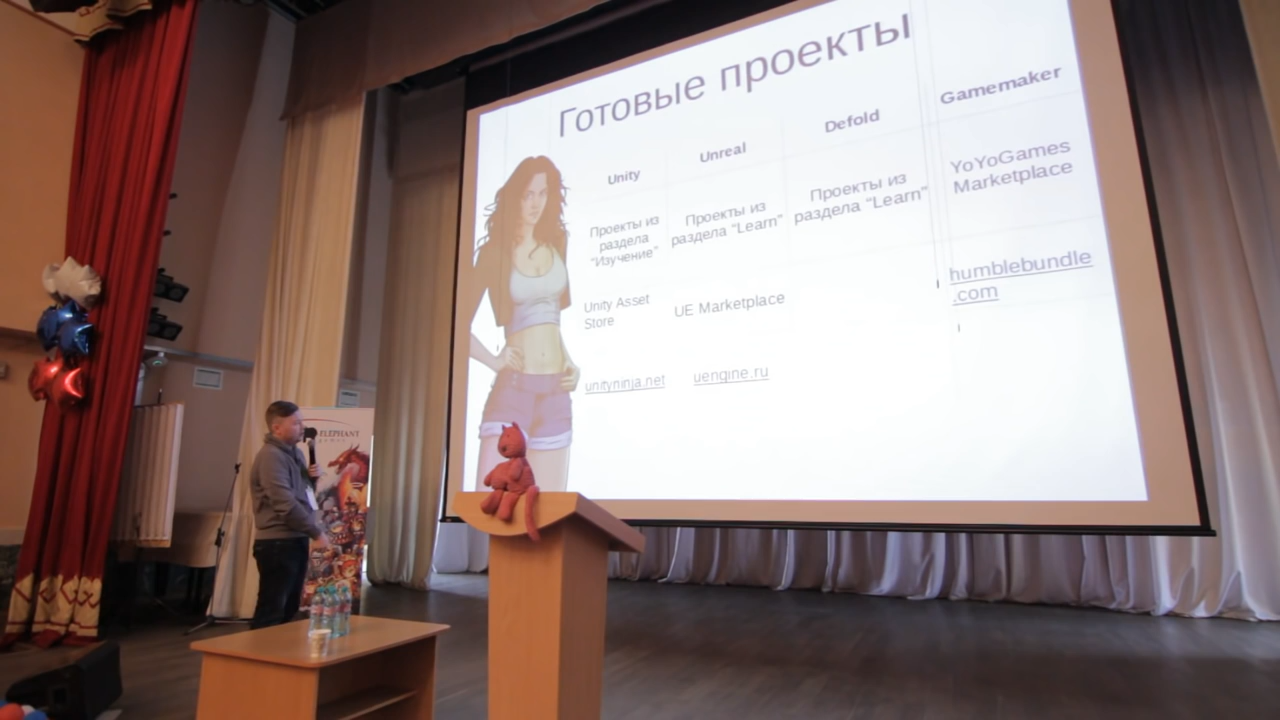 Готовые проекты
Unity
Unreal
Defold
Gamemaker
Проекты из
раздела
“Изучение”
Проекты из
раздела “Learn”
Проекты из
раздела “Learn”
YoYoGames
Marketplace
Unity Asset
Store
UE Marketplace
humblebundle
.com
unityninja.net
uengine.ru
ELEPHANT